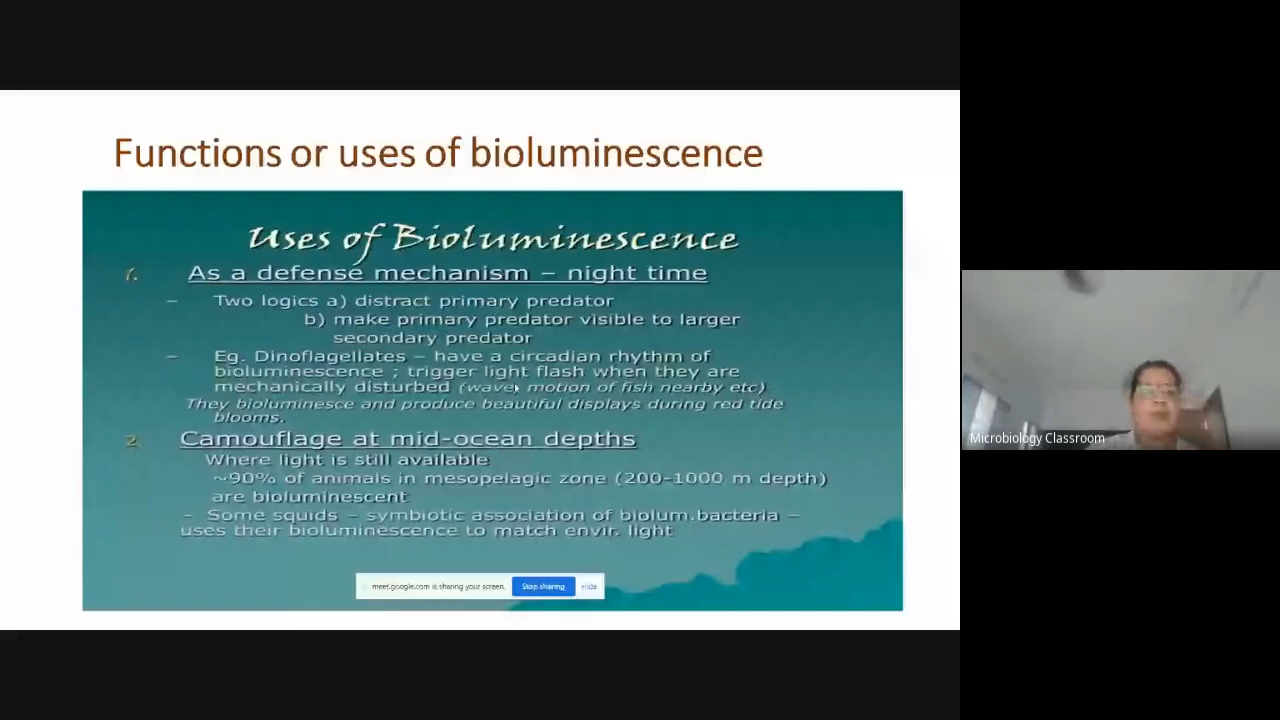 Functions or uses of bioluminescence
Uses of Bioluminescence
1. As a defense mechanism – night time
– Two logics a) distract primary predator
b) make primary predator visible to larger
secondary predator
– Eg. Dinoflagellates – have a circadian rhythm of
bioluminescence ; trigger light flash when they are
mechanically disturbed (wave, motion of fish nearby etc)
They bioluminesce and produce beautiful displays during red tide
blooms.
2. Camouflage at mid-ocean depths
Where light is still available
~90% of animals in mesopelagic zone (200-1000 m depth)
are bioluminescent
- Some squids – symbiotic association of biolum.bacteria –
uses their bioluminescence to match envir. light
meet.google.com is sharing your screen. Stop sharing Hide
Microbiology Classroom